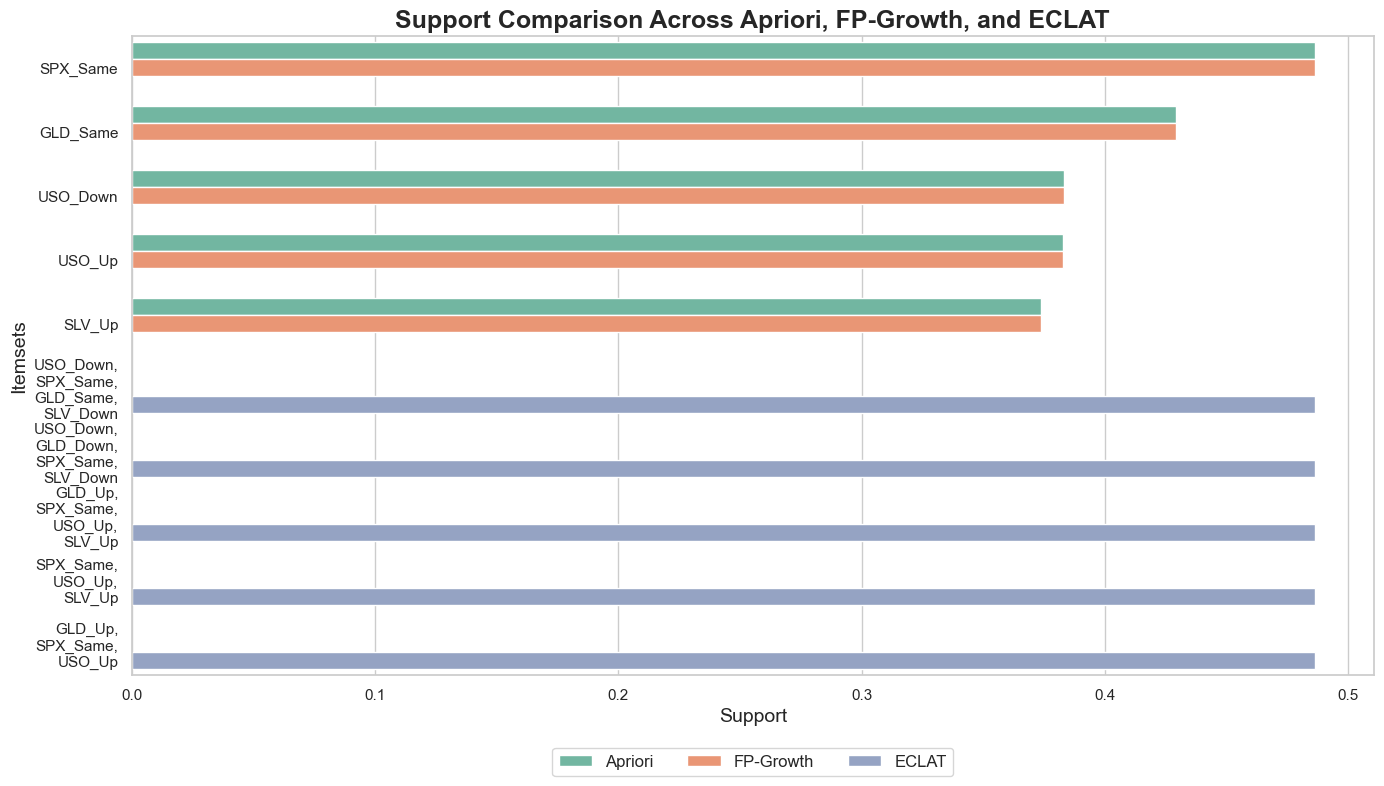 Support Comparison Across Apriori, FP-Growth, and ECLAT
SPX_Same
GLD_Same
USO_Down
USO_Up
SLV_Up
USO_Down,
SPX_Same,
GLD_Same,
SLV_Down
USO_Down,
GLD_Down,
SPX_Same,
SLV_Down
GLD_Up,
SPX_Same,
USO_Up,
SLV_Up
SPX_Same,
USO_Up,
SLV_Up
GLD_Up,
SPX_Same,
USO_Up
Itemsets
0.0 0.1 0.2 0.3 0.4 0.5
Support
Apriori FP-Growth ECLAT